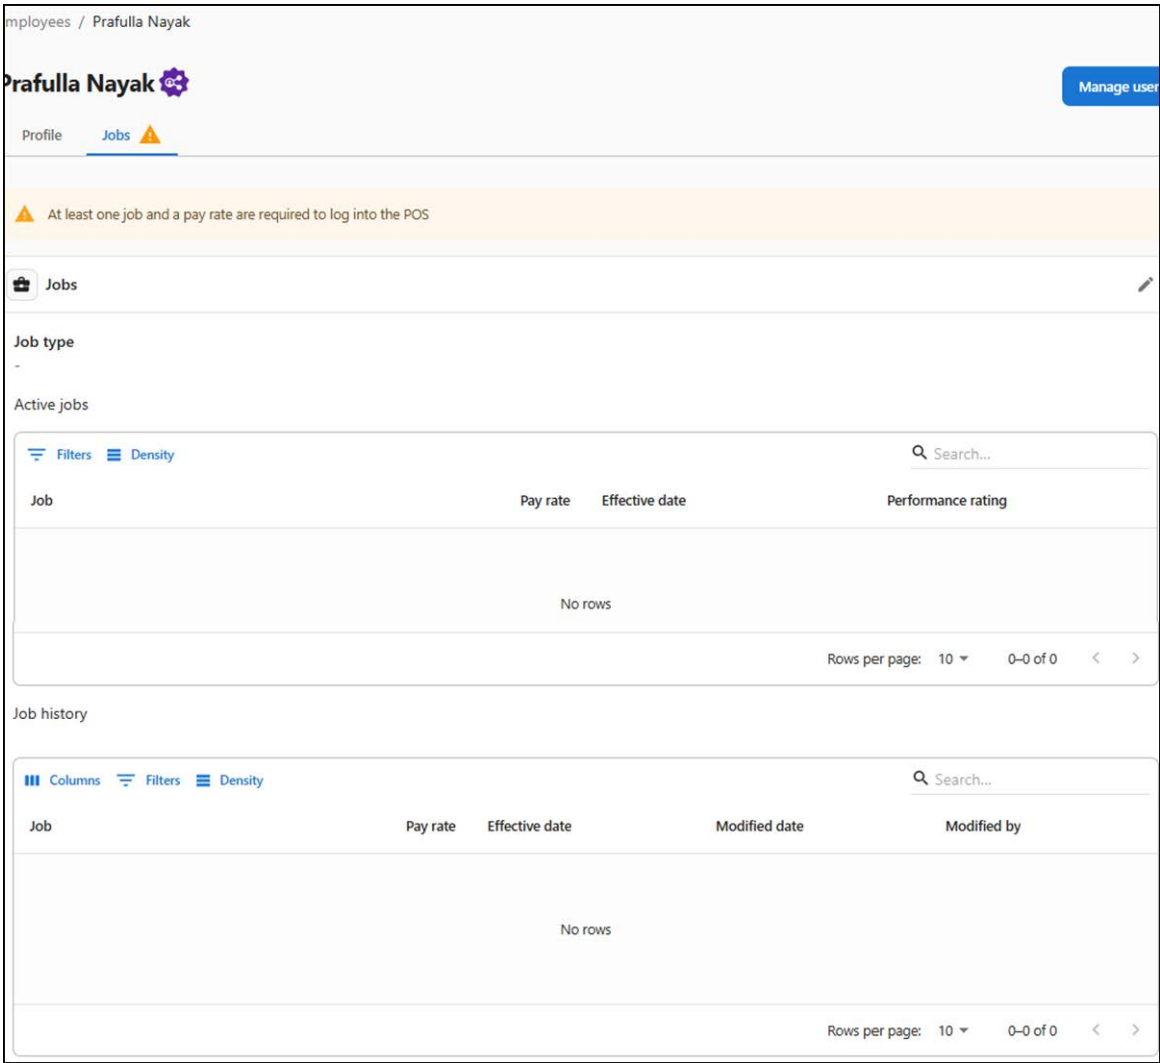 mployees / Prafulla Nayak
Prafulla Nayak
Manage user
Profile Jobs
At least one job and a pay rate are required to log into the POS
Jobs
Job type
-
Active jobs
Filters Density Search...
Job Pay rate Effective date Performance rating
No rows
Rows per page: 10 0–0 of 0
Job history
Columns Filters Density Search...
Job Pay rate Effective date Modified date Modified by
No rows
Rows per page: 10 0–0 of 0